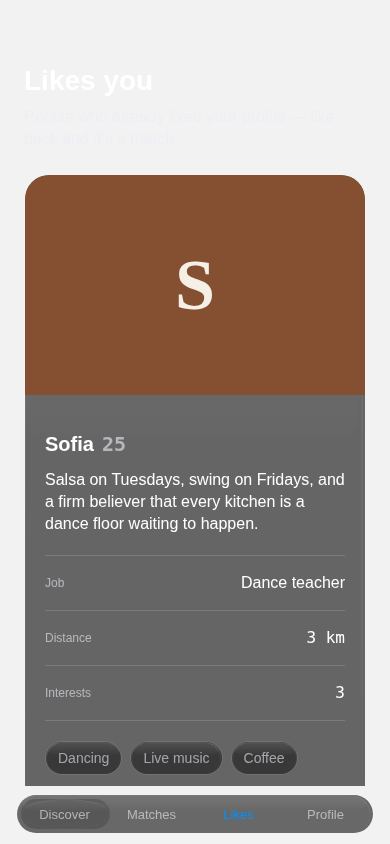 Likes you
People who already liked your profile — like
back and it's a match.
S
Sofia 25
Salsa on Tuesdays, swing on Fridays, and
a firm believer that every kitchen is a
dance floor waiting to happen.
Job Dance teacher
Distance 3 km
Interests 3
Dancing Live music Coffee
Discover Matches Likes Profile